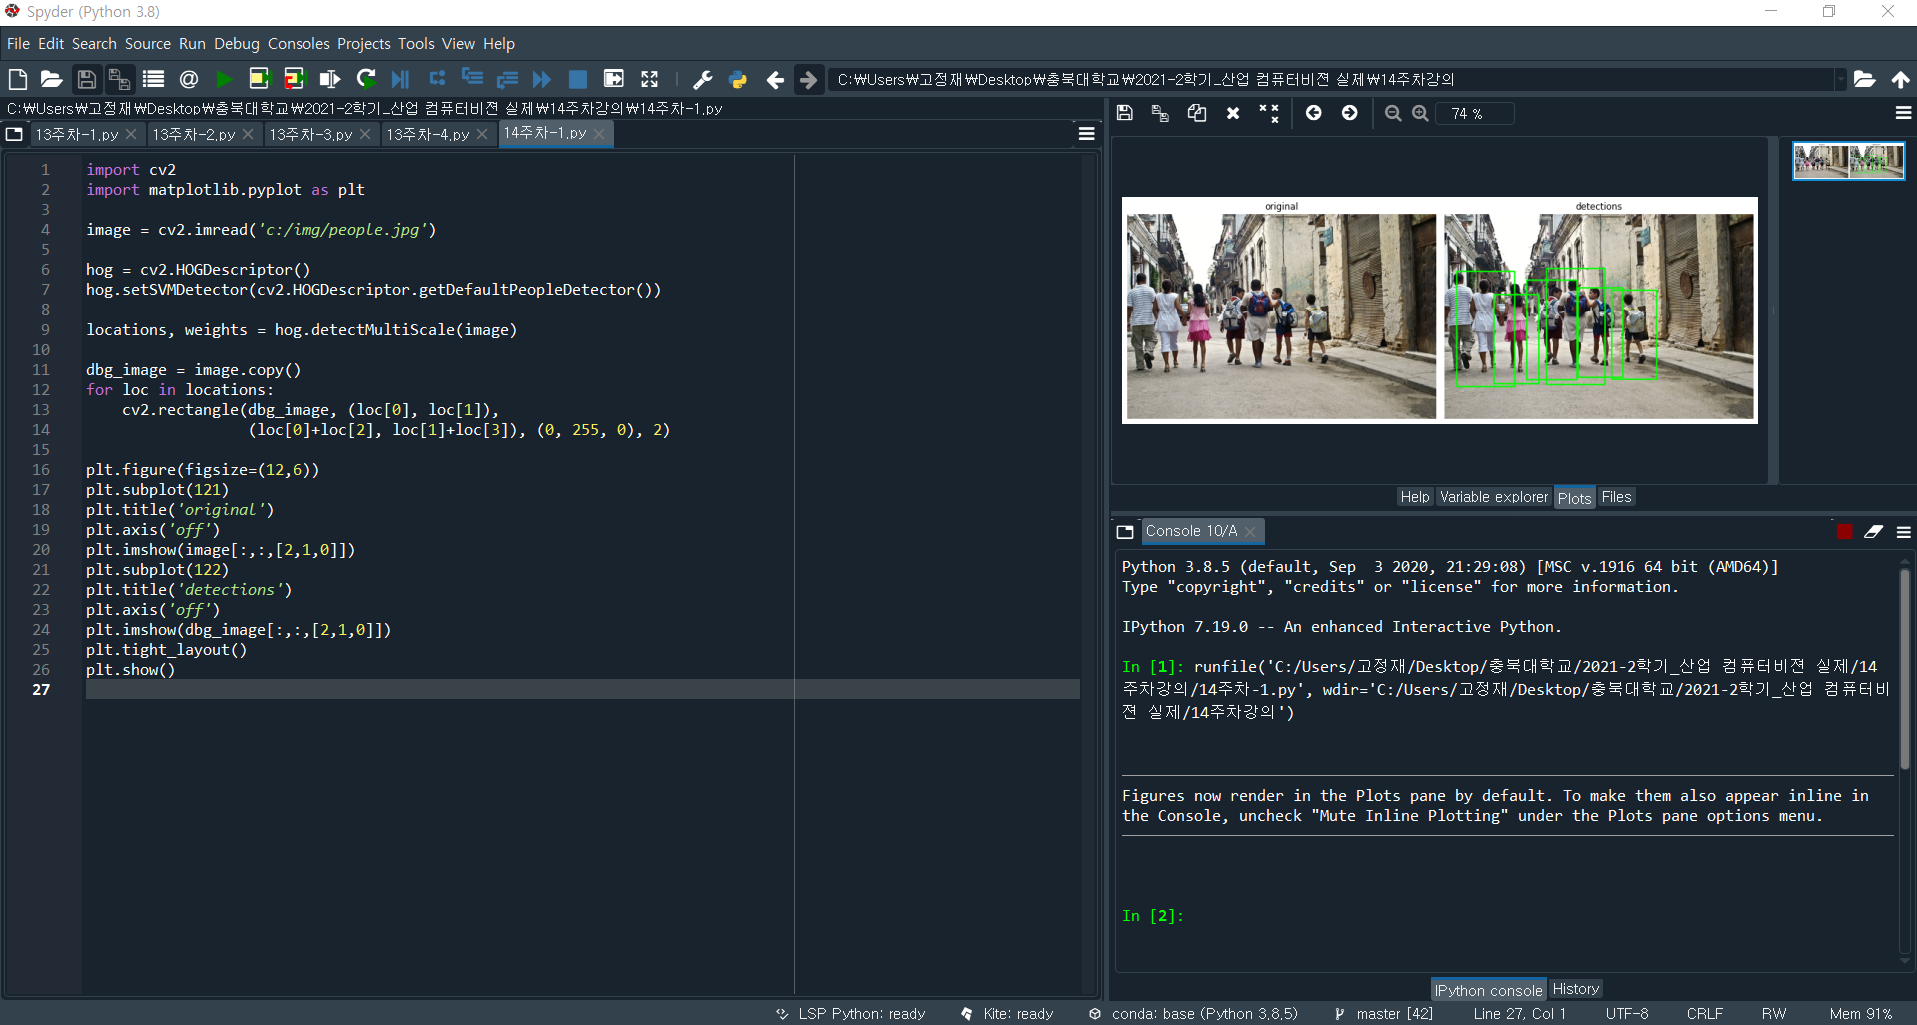 Spyder (Python 3.8)
File Edit Search Source Run Debug Consoles Projects Tools View Help
C:₩Users₩고정재₩Desktop₩충북대학교₩2021-2학기_산업 컴퓨터비젼 실제₩14주차강의
C:₩Users₩고정재₩Desktop₩충북대학교₩2021-2학기_산업 컴퓨터비젼 실제₩14주차강의₩14주차-1.py
13주차-1.py 13주차-2.py 13주차-3.py 13주차-4.py 14주차-1.py
1 import cv2
2 import matplotlib.pyplot as plt
3
4 image = cv2.imread('c:/img/people.jpg')
5
6 hog = cv2.HOGDescriptor()
7 hog.setSVMDetector(cv2.HOGDescriptor.getDefaultPeopleDetector())
8
9 locations, weights = hog.detectMultiScale(image)
10
11 dbg_image = image.copy()
12 for loc in locations:
13     cv2.rectangle(dbg_image, (loc[0], loc[1]),
14                   (loc[0]+loc[2], loc[1]+loc[3]), (0, 255, 0), 2)
15
16 plt.figure(figsize=(12,6))
17 plt.subplot(121)
18 plt.title('original')
19 plt.axis('off')
20 plt.imshow(image[:,:,[2,1,0]])
21 plt.subplot(122)
22 plt.title('detections')
23 plt.axis('off')
24 plt.imshow(dbg_image[:,:,[2,1,0]])
25 plt.tight_layout()
26 plt.show()
27
74 %
original detections
Help Variable explorer Plots Files
Console 10/A
Python 3.8.5 (default, Sep  3 2020, 21:29:08) [MSC v.1916 64 bit (AMD64)]
Type "copyright", "credits" or "license" for more information.
IPython 7.19.0 -- An enhanced Interactive Python.
In [1]: runfile('C:/Users/고정재/Desktop/충북대학교/2021-2학기_산업 컴퓨터비젼 실제/14
주차강의/14주차-1.py', wdir='C:/Users/고정재/Desktop/충북대학교/2021-2학기_산업 컴퓨터비
젼 실제/14주차강의')
Figures now render in the Plots pane by default. To make them also appear inline in
the Console, uncheck "Mute Inline Plotting" under the Plots pane options menu.
In [2]:
IPython console History
LSP Python: ready Kite: ready conda: base (Python 3.8.5) master [42] Line 27, Col 1 UTF-8 CRLF RW Mem 91%